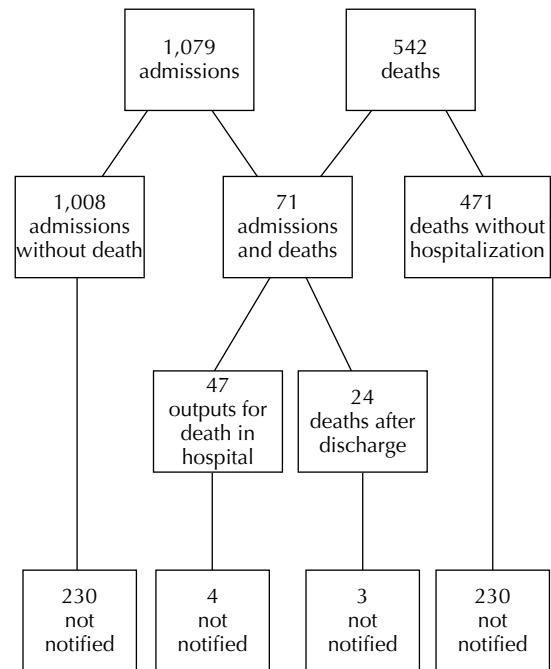 1,079
admissions
542
deaths
1,008
admissions
without death
71
admissions
and deaths
471
deaths without
hospitalization
47
outputs for
death in
hospital
24
deaths after
discharge
230
not
notified
4
not
notified
3
not
notified
230
not
notified